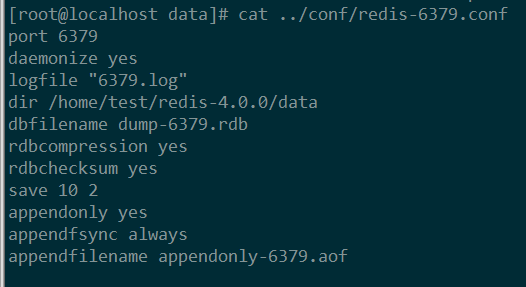 [root@localhost data]# cat ../conf/redis-6379.conf
port 6379
daemonize yes
logfile "6379.log"
dir /home/test/redis-4.0.0/data
dbfilename dump-6379.rdb
rdbcompression yes
rdbchecksum yes
save 10 2
appendonly yes
appendfsync always
appendfilename appendonly-6379.aof